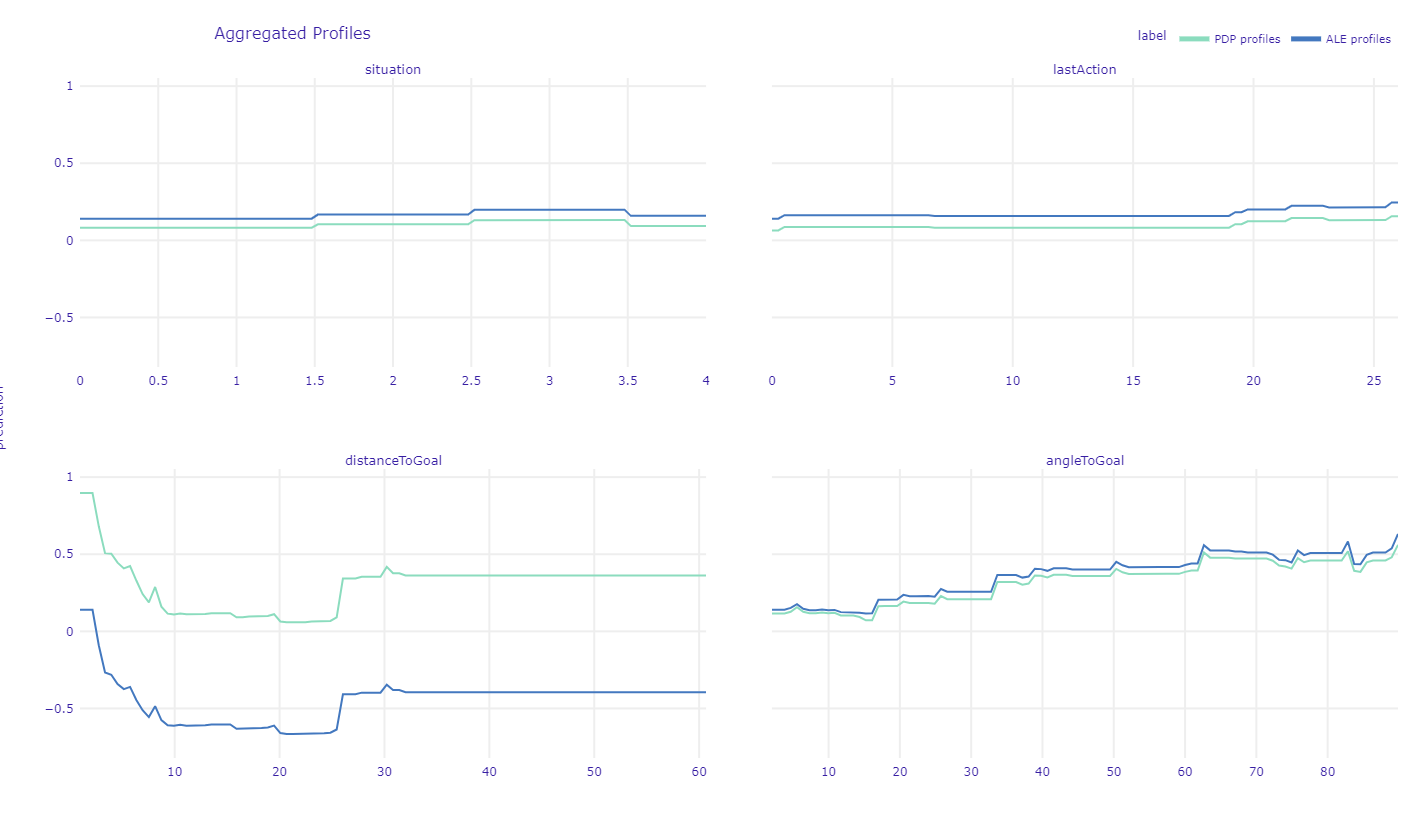 Aggregated Profiles
label PDP profiles ALE profiles
situation
lastAction
1
0.5
0
−0.5
0 0.5 1 1.5 2 2.5 3 3.5 4
0 5 10 15 20 25
prediction
distanceToGoal
angleToGoal
1
0.5
0
−0.5
10 20 30 40 50 60
10 20 30 40 50 60 70 80